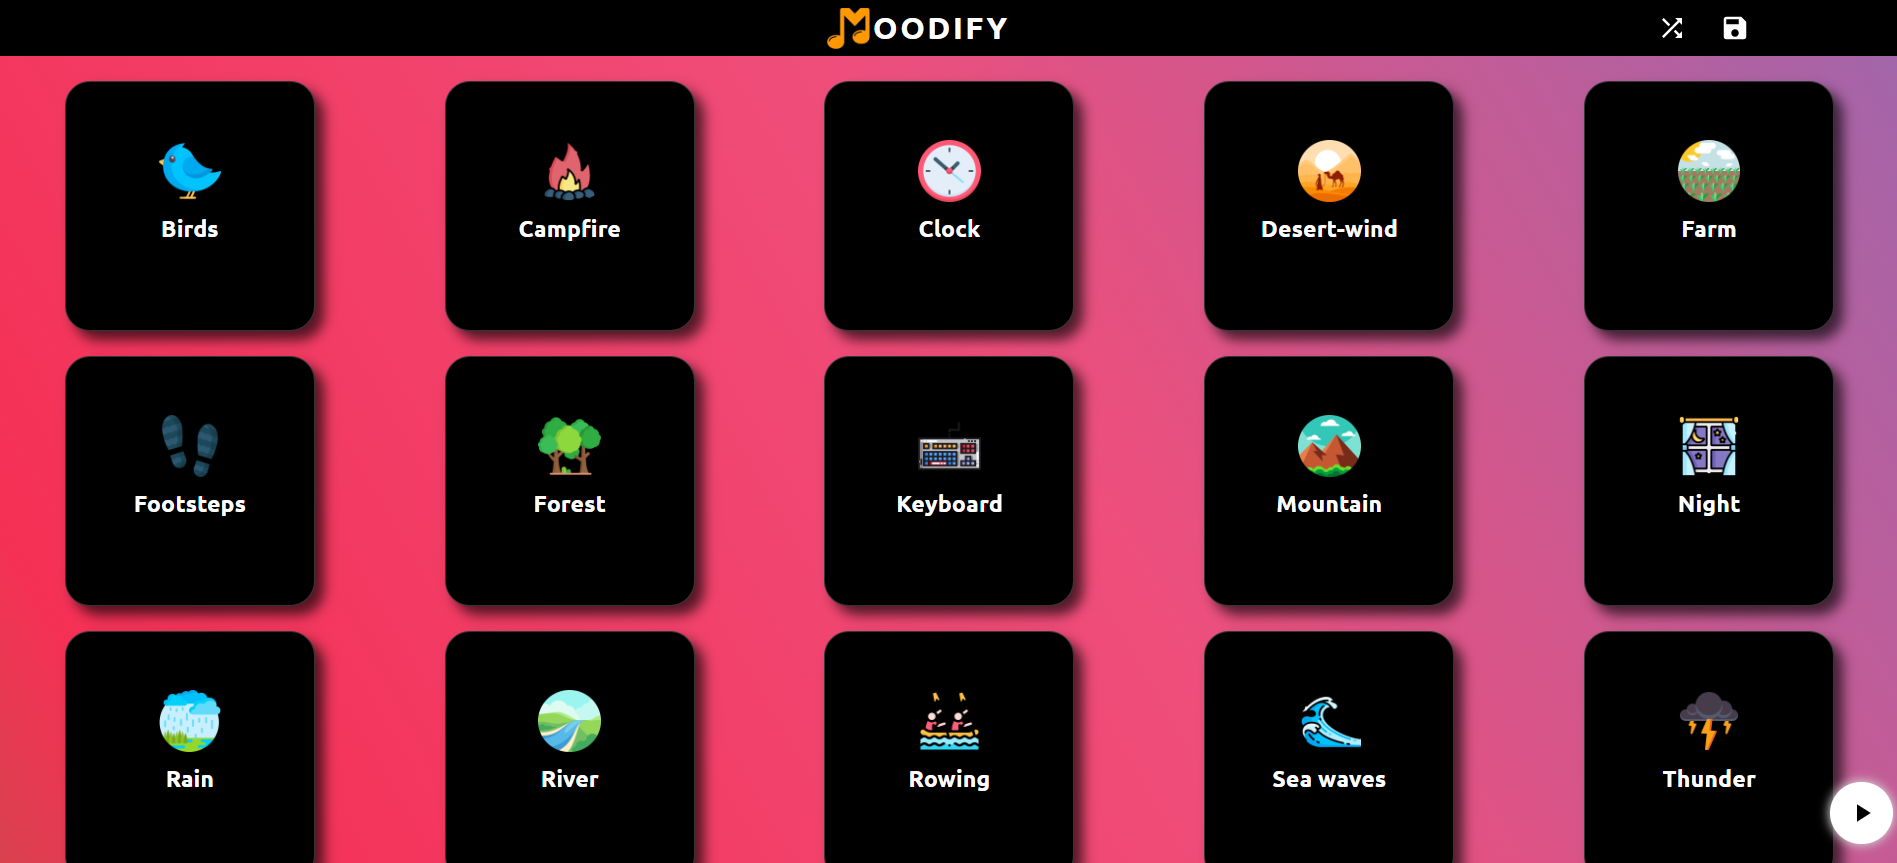 MOODIFY
Birds
Campfire
Clock
Desert-wind
Farm
Footsteps
Forest
Keyboard
Mountain
Night
Rain
River
Rowing
Sea waves
Thunder